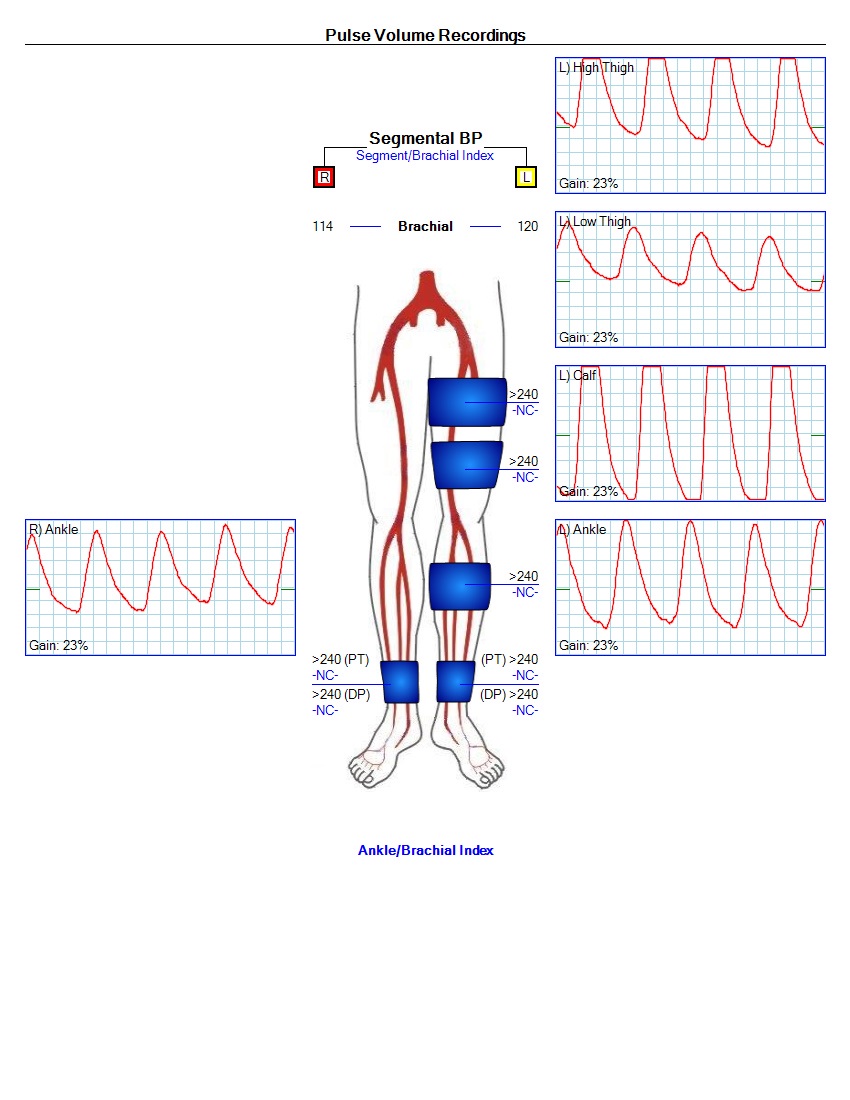 Pulse Volume Recordings
L) High Thigh
Gain: 23%
Segmental BP
Segment/Brachial Index
R
L
114 Brachial 120
L) Low Thigh
Gain: 23%
>240
-NC-
>240
-NC-
L) Calf
Gain: 23%
R) Ankle
Gain: 23%
L) Ankle
Gain: 23%
>240
-NC-
>240 (PT)
-NC-
>240 (DP)
-NC-
(PT) >240
-NC-
(DP) >240
-NC-
Ankle/Brachial Index